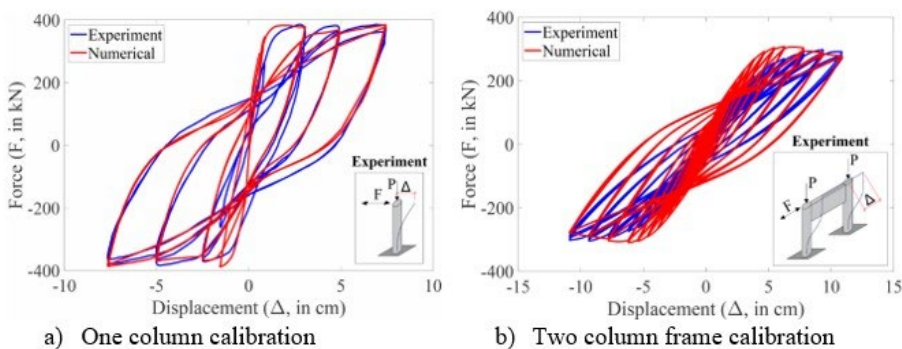 400
200
0
-200
-400
Force (F, in kN)
Experiment
Numerical
Experiment
P
Δ
F
-10
-5
0
5
10
Displacement (Δ, in cm)
a) One column calibration
400
200
0
-200
-400
Force (F, in kN)
Experiment
Numerical
Experiment
P
P
F
Δ
-15
-10
-5
0
5
10
15
Displacement (Δ, in cm)
b) Two column frame calibration